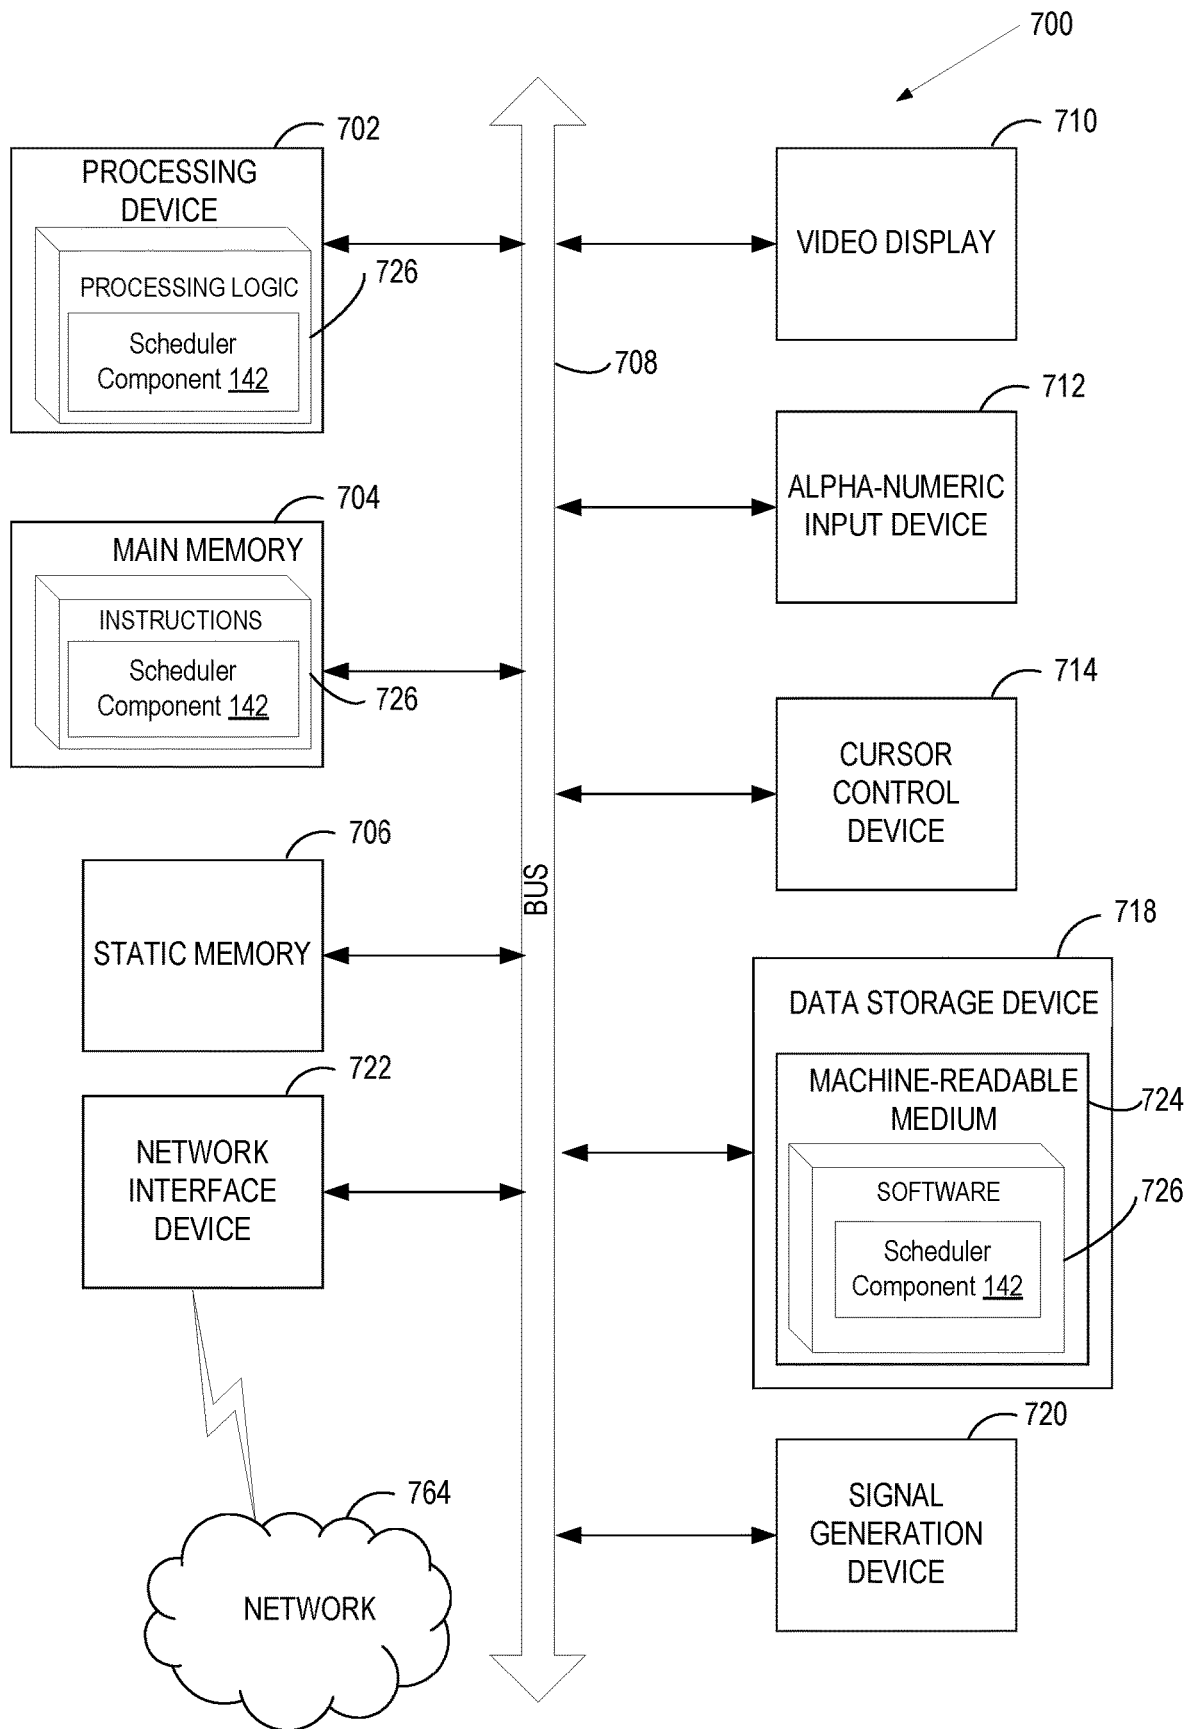 700
702
PROCESSING
DEVICE
726
PROCESSING LOGIC
Scheduler
Component 142
704
MAIN MEMORY
INSTRUCTIONS
Scheduler
Component 142
726
706
STATIC MEMORY
722
NETWORK
INTERFACE
DEVICE
764
NETWORK
BUS
708
710
VIDEO DISPLAY
712
ALPHA-NUMERIC
INPUT DEVICE
714
CURSOR
CONTROL
DEVICE
718
DATA STORAGE DEVICE
MACHINE-READABLE
MEDIUM
724
SOFTWARE
726
Scheduler
Component 142
720
SIGNAL
GENERATION
DEVICE